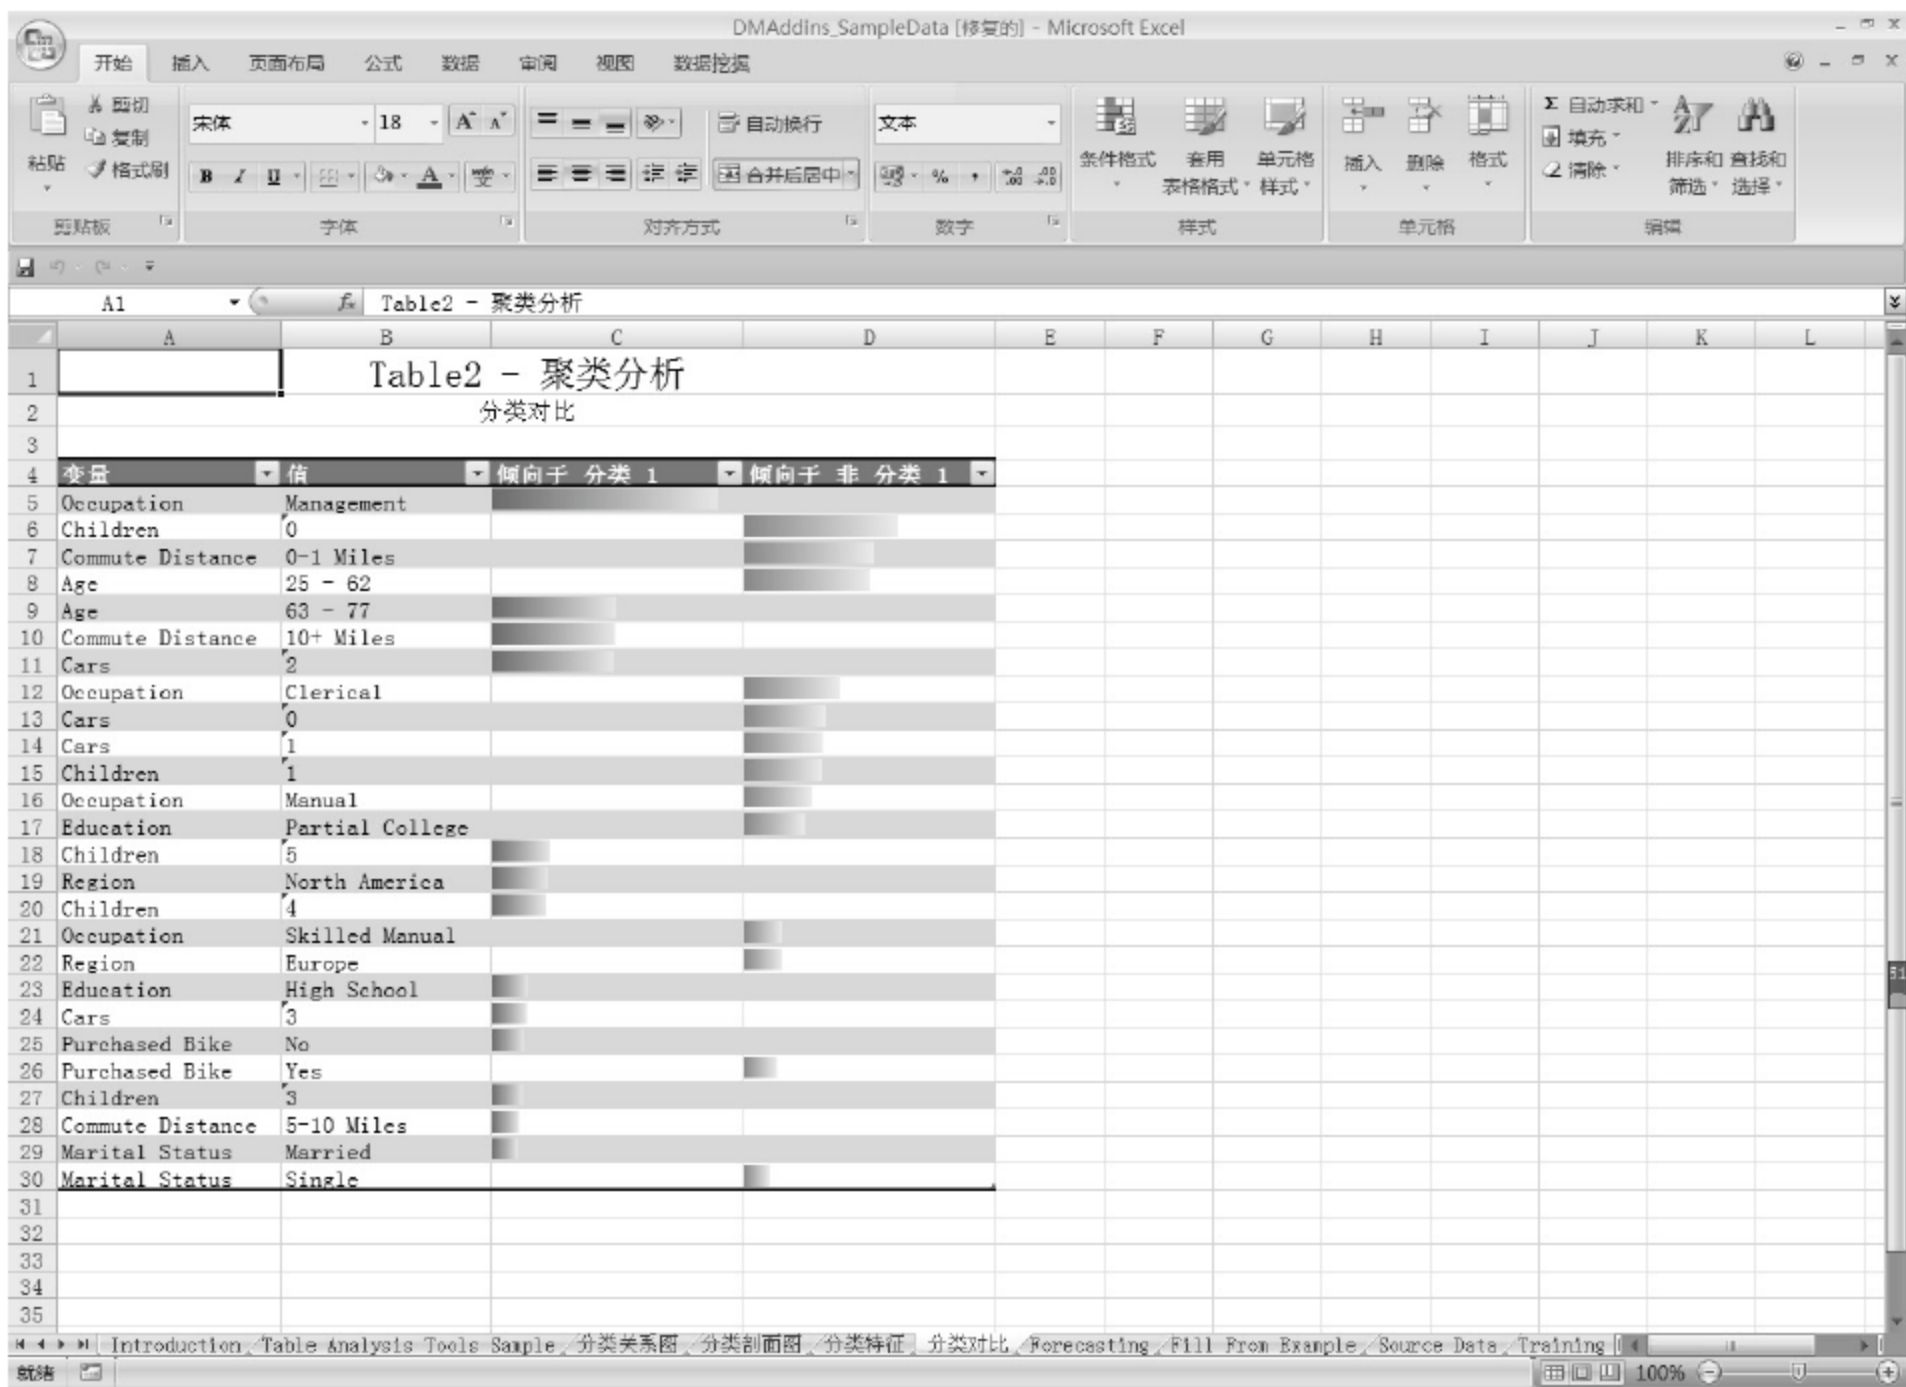 DMAddins_SampleData [修复的] - Microsoft Excel
开始 插入 页面布局 公式 数据 审阅 视图 数据挖掘
剪切
复制
格式刷
粘贴
剪贴板
宋体 18
B I U
字体
自动换行
合并后居中
对齐方式
文本
数字
条件格式
套用
表格格式
单元格
样式
样式
插入 删除 格式
单元格
Σ 自动求和
填充
清除
排序和
筛选
查找和
选择
编辑
A1 fx Table2 - 聚类分析
A B C D E F G H I J K L
1 Table2 - 聚类分析
2 分类对比
3
4 变量 值 倾向于 分类 1 倾向于 非 分类 1
5 Occupation Management
6 Children 0
7 Commute Distance 0-1 Miles
8 Age 25 - 62
9 Age 63 - 77
10 Commute Distance 10+ Miles
11 Cars 2
12 Occupation Clerical
13 Cars 0
14 Cars 1
15 Children 1
16 Occupation Manual
17 Education Partial College
18 Children 5
19 Region North America
20 Children 4
21 Occupation Skilled Manual
22 Region Europe
23 Education High School
24 Cars 3
25 Purchased Bike No
26 Purchased Bike Yes
27 Children 3
28 Commute Distance 5-10 Miles
29 Marital Status Married
30 Marital Status Single
31
32
33
34
35
Introduction Table Analysis Tools Sample 分类关系图 分类剖面图 分类特征 分类对比 Forecasting Fill From Example Source Data Training
就绪 100%